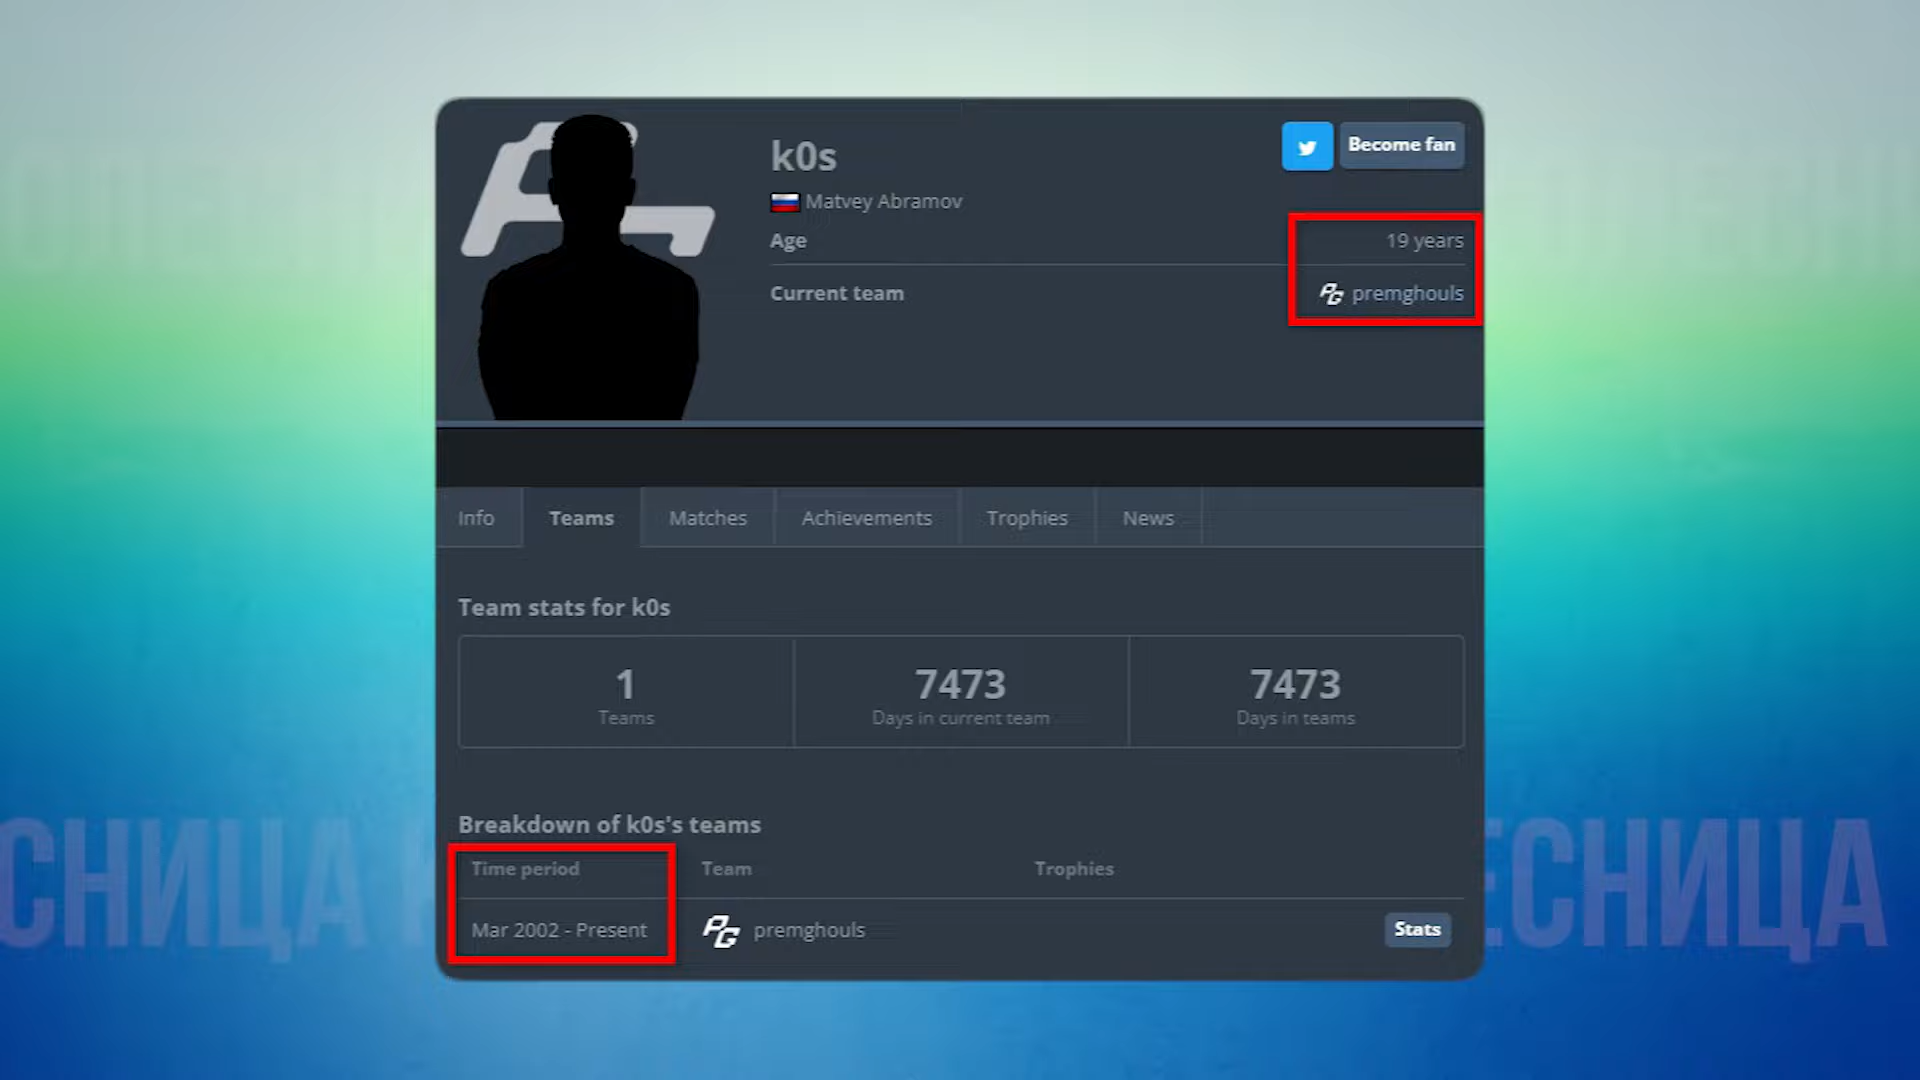 k0s
Become fan
Matvey Abramov
Age 19 years
Current team premghouls
Info Teams Matches Achievements Trophies News
Team stats for k0s
1 7473 7473
Teams Days in current team Days in teams
Breakdown of k0s's teams
Time period Team Trophies
Mar 2002 - Present PG premghouls Stats
СНИЦА ЕСНИЦА